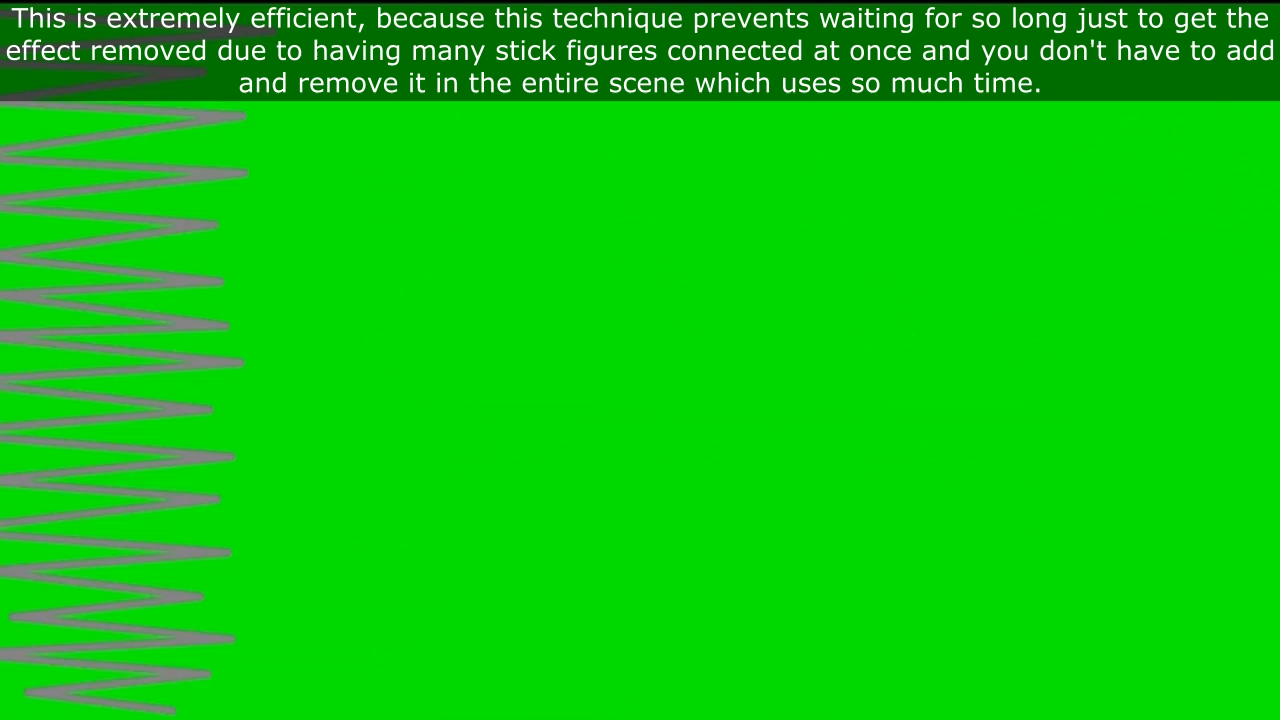 This is extremely efficient, because this technique prevents waiting for so long just to get the
effect removed due to having many stick figures connected at once and you don't have to add
and remove it in the entire scene which uses so much time.